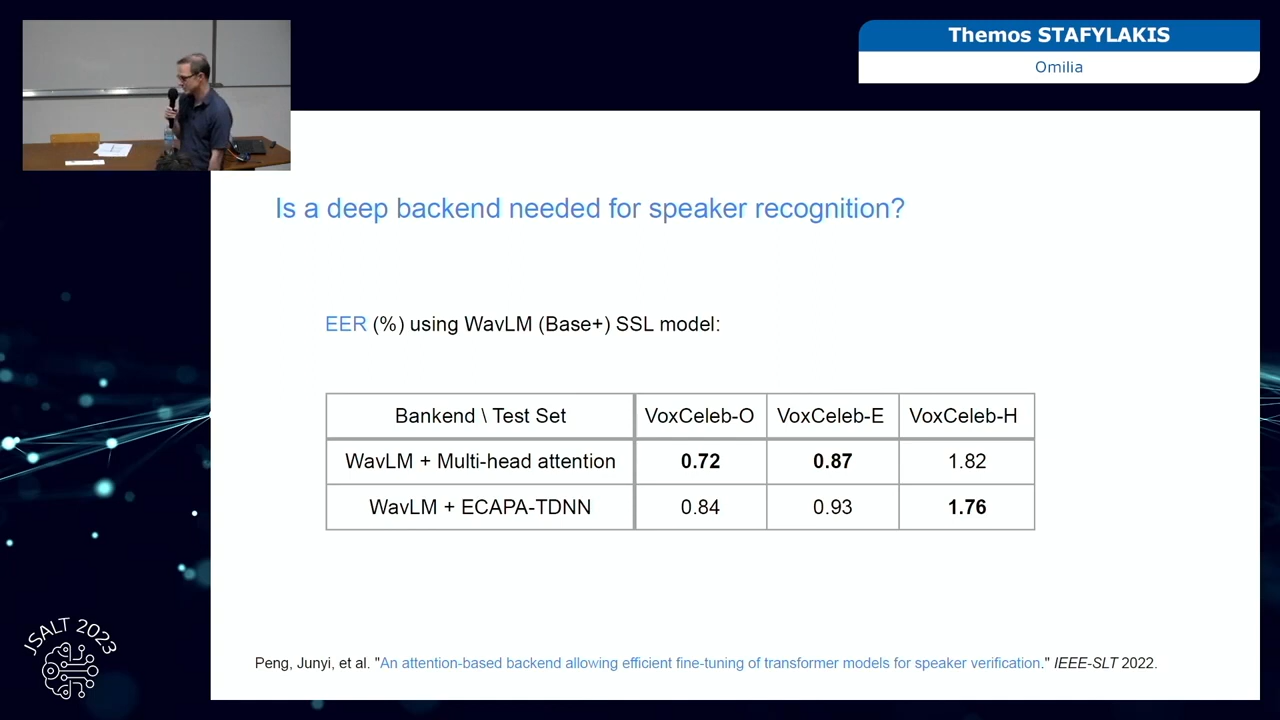 Themos STAFYLAKIS
Omilia
Is a deep backend needed for speaker recognition?
EER (%) using WavLM (Base+) SSL model:
Bankend \ Test Set VoxCeleb-O VoxCeleb-E VoxCeleb-H
WavLM + Multi-head attention 0.72 0.87 1.82
WavLM + ECAPA-TDNN 0.84 0.93 1.76
Peng, Junyi, et al. "An attention-based backend allowing efficient fine-tuning of transformer models for speaker verification." IEEE-SLT 2022.
JSALT 2023